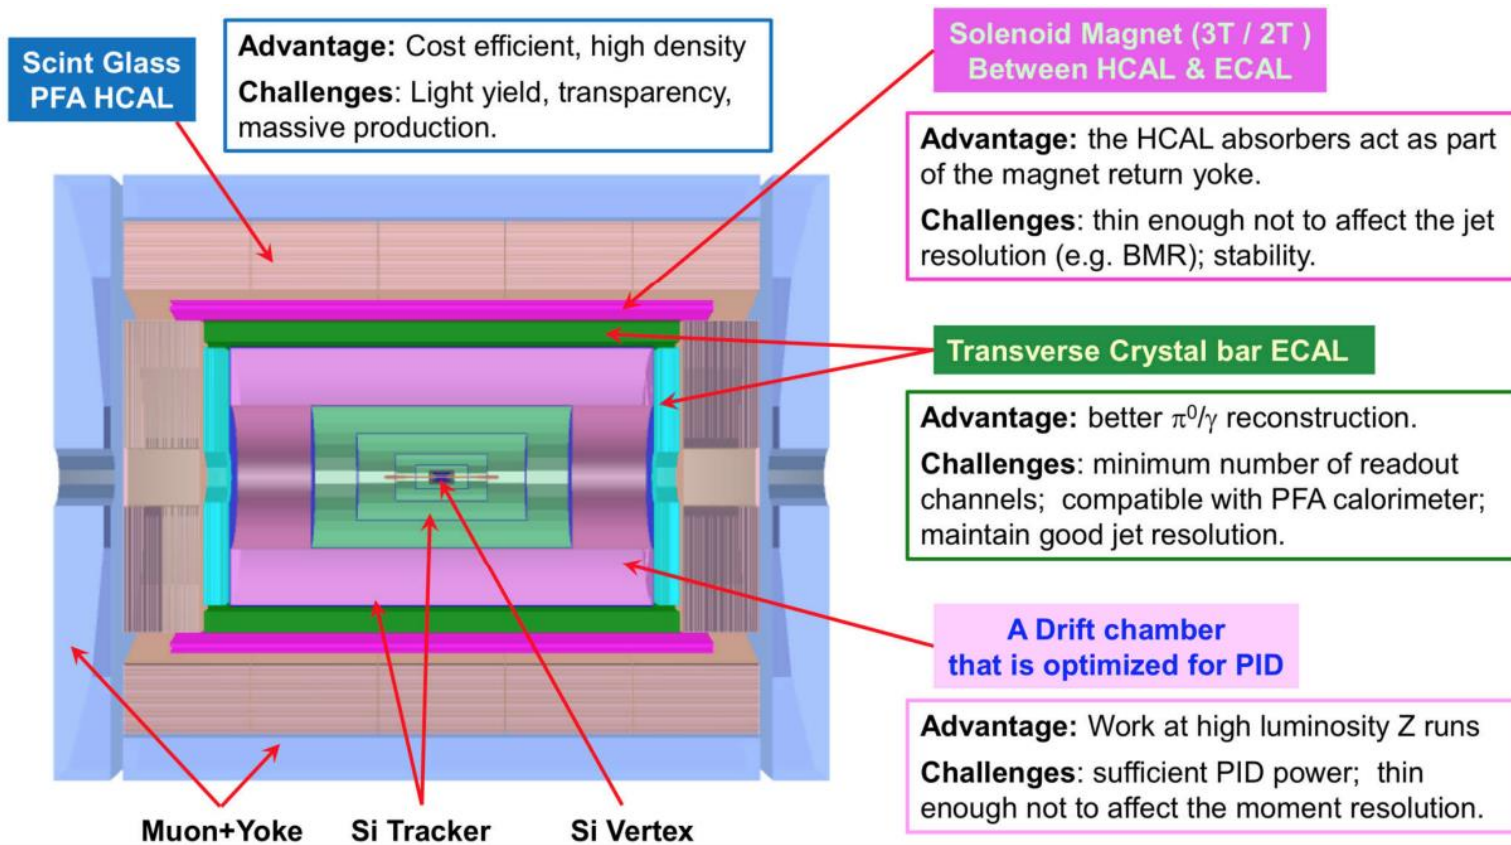 Scint Glass
PFA HCAL
Advantage: Cost efficient, high density
Challenges: Light yield, transparency,
massive production.
Solenoid Magnet (3T / 2T )
Between HCAL & ECAL
Advantage: the HCAL absorbers act as part
of the magnet return yoke.
Challenges: thin enough not to affect the jet
resolution (e.g. BMR); stability.
Transverse Crystal bar ECAL
Advantage: better π⁰/γ reconstruction.
Challenges: minimum number of readout
channels; compatible with PFA calorimeter;
maintain good jet resolution.
A Drift chamber
that is optimized for PID
Advantage: Work at high luminosity Z runs
Challenges: sufficient PID power; thin
enough not to affect the moment resolution.
Muon+Yoke
Si Tracker
Si Vertex